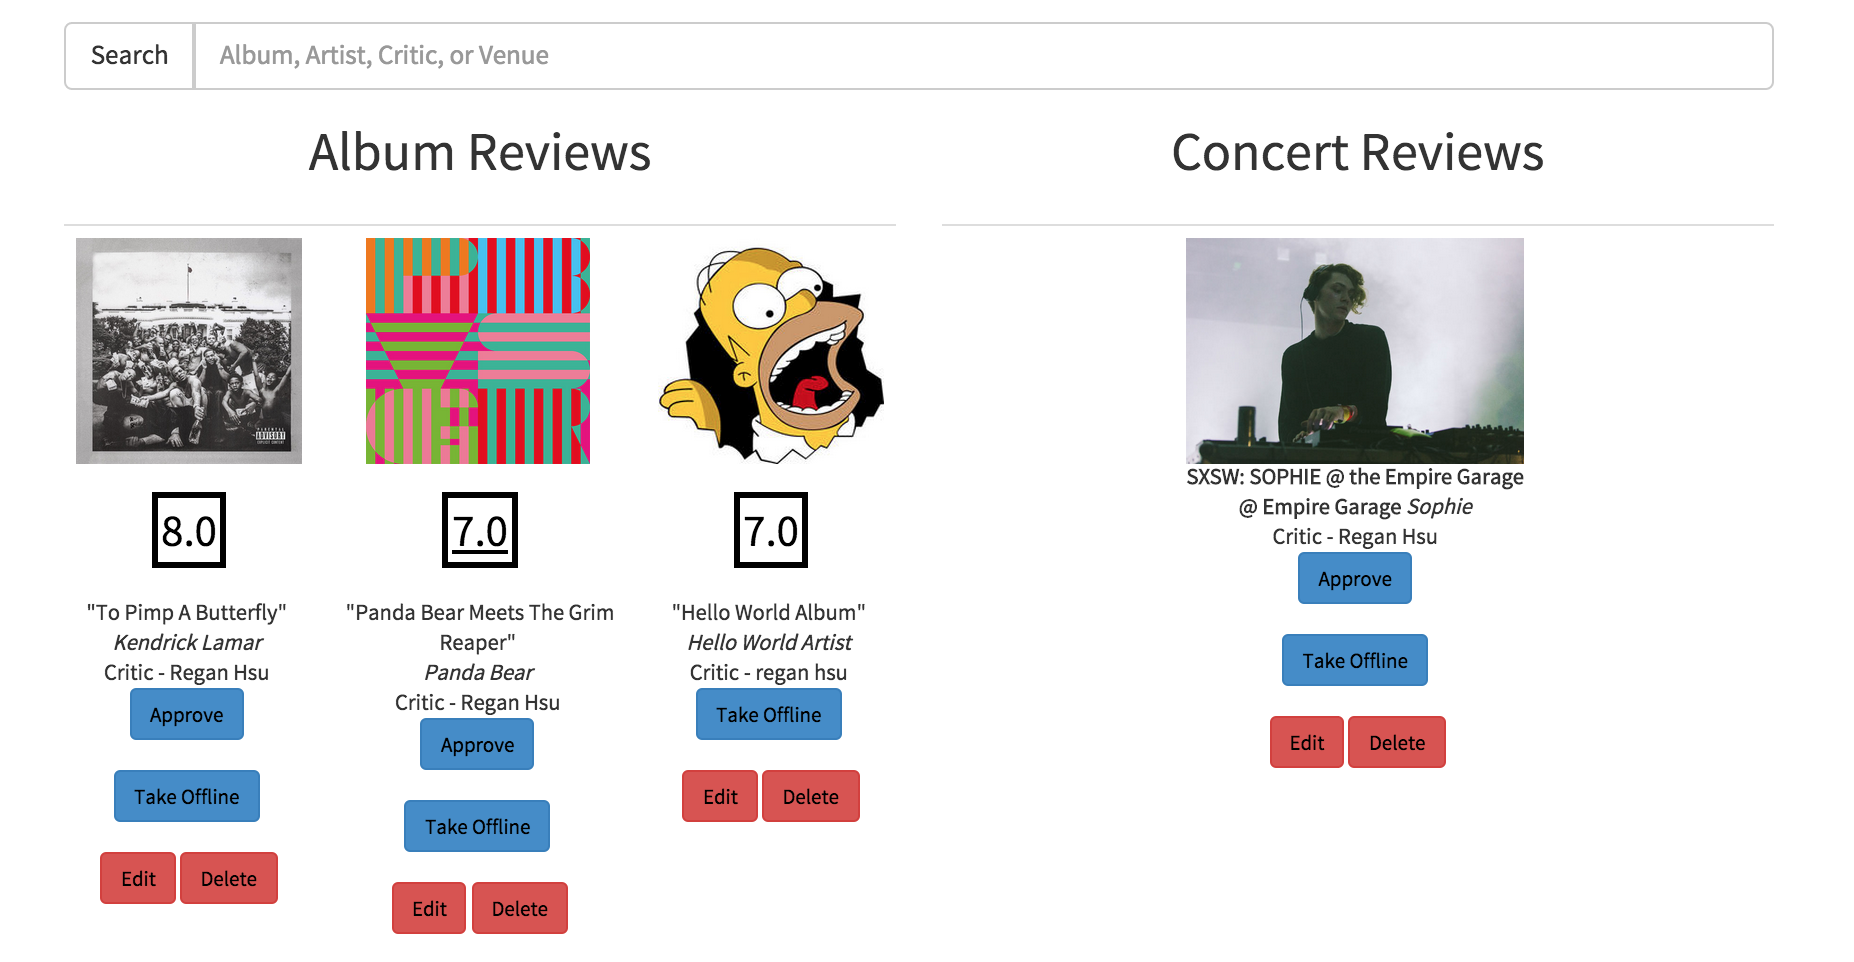 Search
Album, Artist, Critic, or Venue
Album Reviews
Concert Reviews
PARENTAL
ADVISORY
EXPLICIT CONTENT
8.0
"To Pimp A Butterfly"
Kendrick Lamar
Critic - Regan Hsu
Approve
Take Offline
Edit
Delete
7.0
"Panda Bear Meets The Grim
Reaper"
Panda Bear
Critic - Regan Hsu
Approve
Take Offline
Edit
Delete
7.0
"Hello World Album"
Hello World Artist
Critic - regan hsu
Take Offline
Edit
Delete
SXSW: SOPHIE @ the Empire Garage
@ Empire Garage Sophie
Critic - Regan Hsu
Approve
Take Offline
Edit
Delete